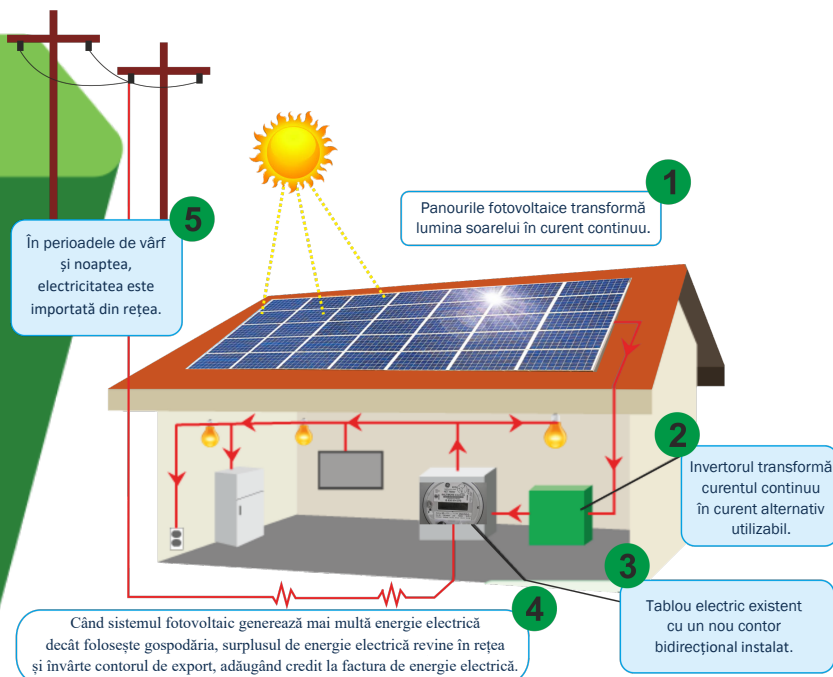 1
Panourile fotovoltaice transformă
lumina soarelui în curent continuu.
5
În perioadele de vârf
și noaptea,
electricitatea este
importată din rețea.
2
Invertorul transformă
curentul continuu
în curent alternativ
utilizabil.
3
Tablou electric existent
cu un nou contor
bidirecțional instalat.
4
Când sistemul fotovoltaic generează mai multă energie electrică
decât folosește gospodăria, surplusul de energie electrică revine în rețea
și învârte contorul de export, adăugând credit la factura de energie electrică.